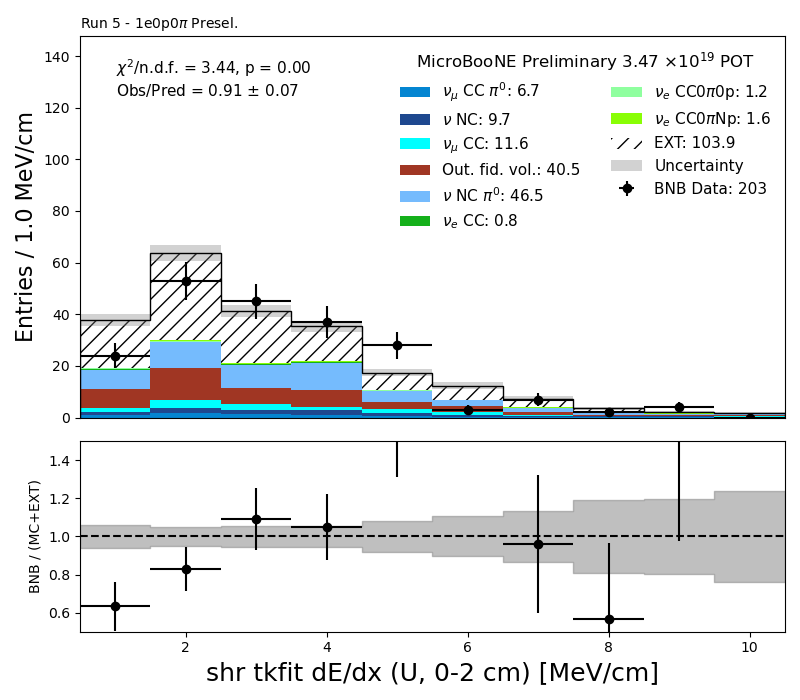 Run 5 - 1e0p0π Presel.
χ²/n.d.f. = 3.44, p = 0.00
Obs/Pred = 0.91 ± 0.07
MicroBooNE Preliminary 3.47 ×10¹⁹ POT
ν_μ CC π⁰: 6.7
ν NC: 9.7
ν_μ CC: 11.6
Out. fid. vol.: 40.5
ν NC π⁰: 46.5
ν_e CC: 0.8
ν_e CC0π0p: 1.2
ν_e CC0πNp: 1.6
EXT: 103.9
Uncertainty
BNB Data: 203
Entries / 1.0 MeV/cm
140
120
100
80
60
40
20
0
BNB / (MC+EXT)
1.4
1.2
1.0
0.8
0.6
2 4 6 8 10
shr tkfit dE/dx (U, 0-2 cm) [MeV/cm]